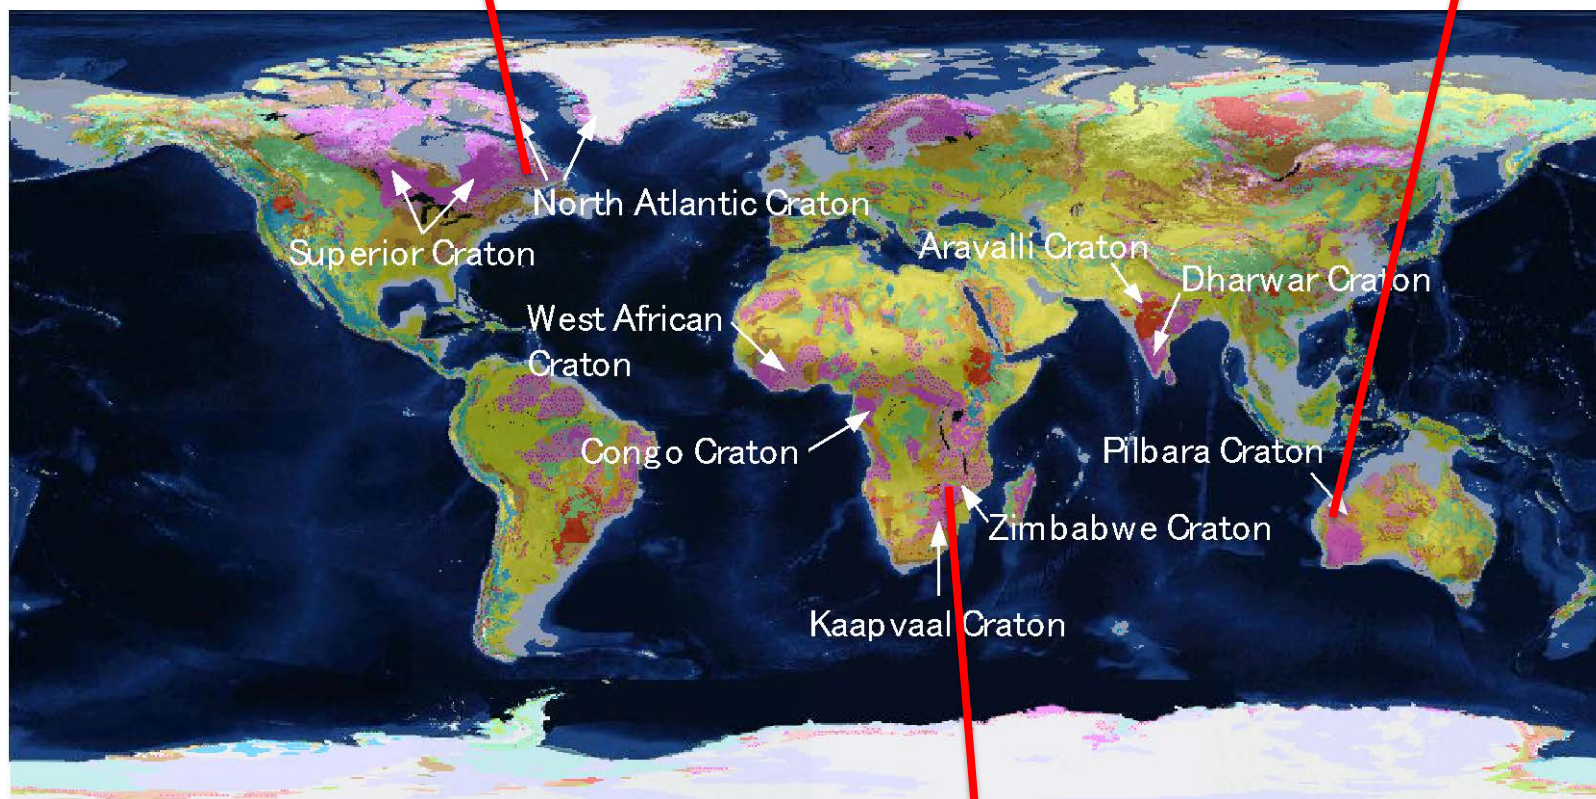 North Atlantic Craton
Superior Craton
Aravalli Craton
Dharwar Craton
West African
Craton
Congo Craton
Pilbara Craton
Zimbabwe Craton
Kaapvaal Craton